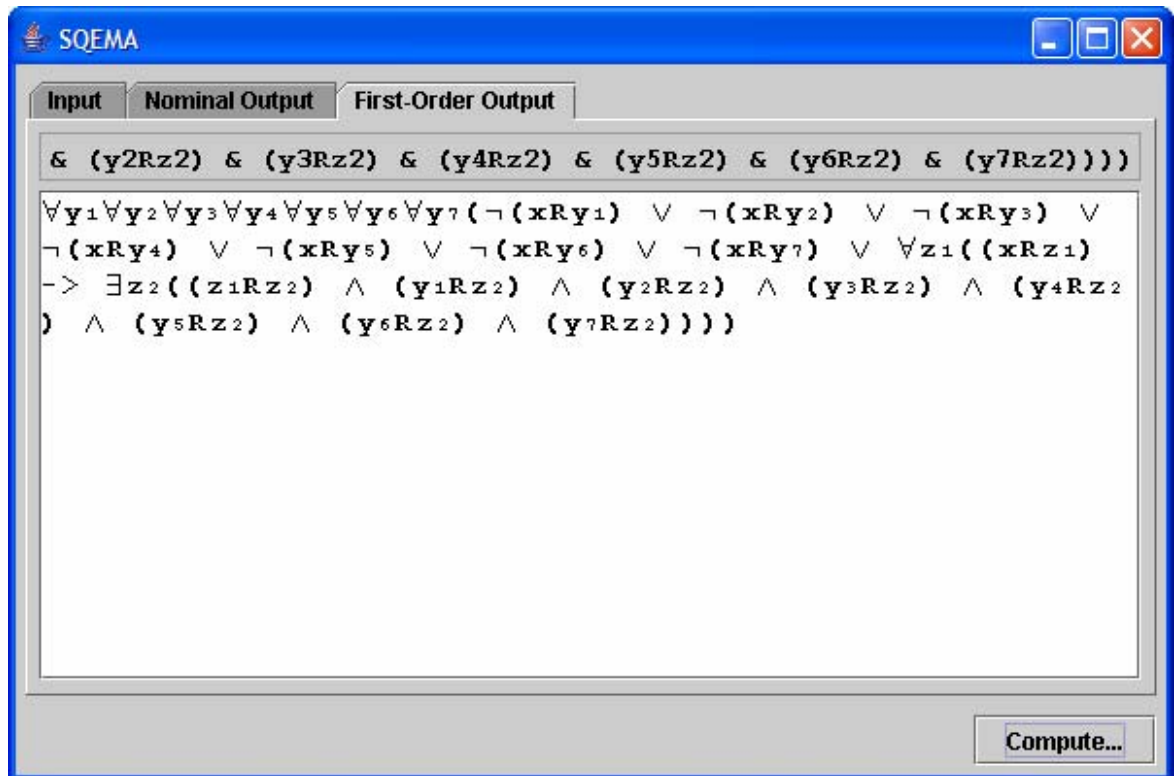 SQEMA
Input Nominal Output First-Order Output
& (y2Rz2) & (y3Rz2) & (y4Rz2) & (y5Rz2) & (y6Rz2) & (y7Rz2))))
∀y₁∀y₂∀y₃∀y₄∀y₅∀y₆∀y₇(¬(xRy₁) ∨ ¬(xRy₂) ∨ ¬(xRy₃) ∨
¬(xRy₄) ∨ ¬(xRy₅) ∨ ¬(xRy₆) ∨ ¬(xRy₇) ∨ ∀z₁((xRz₁)
-> ∃z₂((z₁Rz₂) ∧ (y₁Rz₂) ∧ (y₂Rz₂) ∧ (y₃Rz₂) ∧ (y₄Rz₂
) ∧ (y₅Rz₂) ∧ (y₆Rz₂) ∧ (y₇Rz₂))))
Compute...